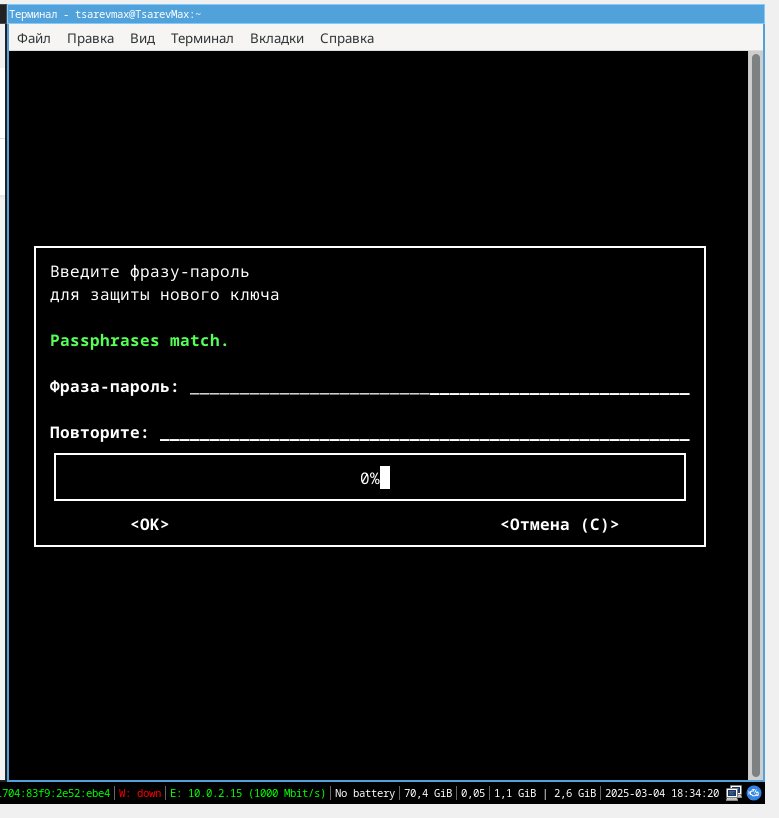 Терминал - tsarevmax@TsarevMax:~
Файл Правка Вид Терминал Вкладки Справка
Введите фразу-пароль
для защиты нового ключа
Passphrases match.
Фраза-пароль: __________________________________________________
Повторите: _____________________________________________________
0%
<OK> <Отмена (C)>
704:83f9:2e52:ebe4 | W: down | E: 10.0.2.15 (1000 Mbit/s) | No battery | 70,4 GiB | 0,05 | 1,1 GiB | 2,6 GiB | 2025-03-04 18:34:20